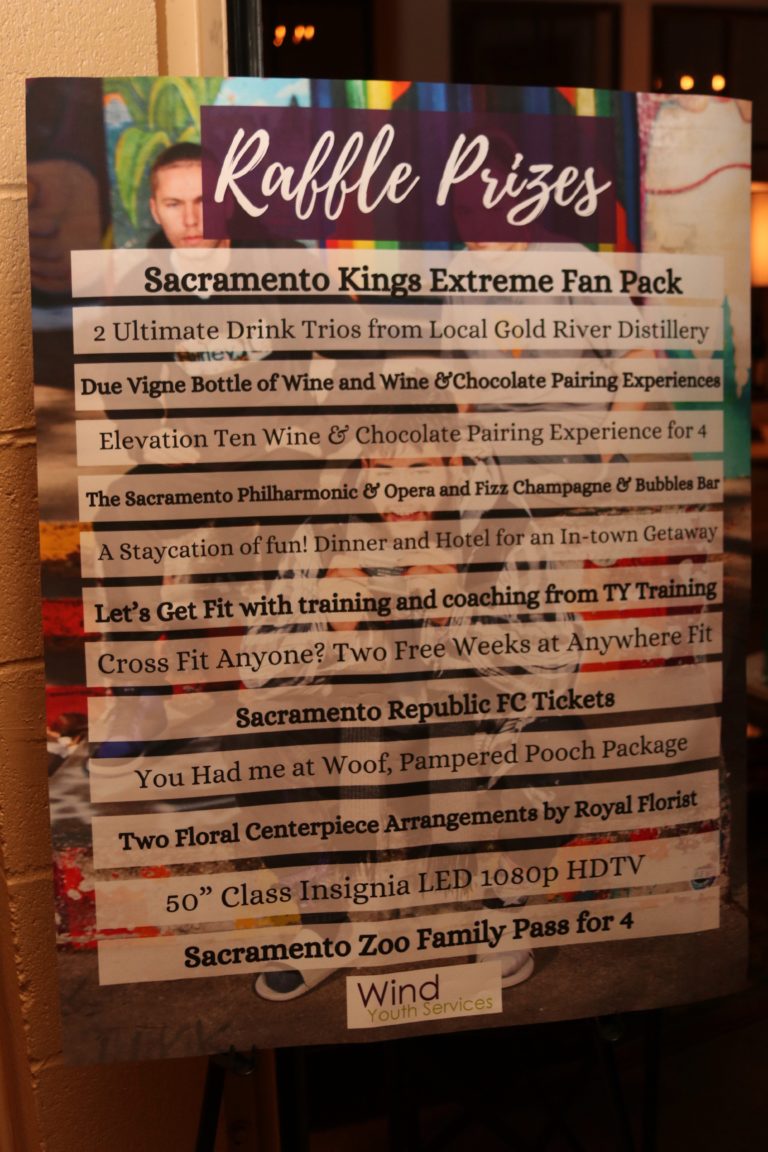 Raffle Prizes
Sacramento Kings Extreme Fan Pack
2 Ultimate Drink Trios from Local Gold River Distillery
Due Vigne Bottle of Wine and Wine &Chocolate Pairing Experiences
Elevation Ten Wine & Chocolate Pairing Experience for 4
The Sacramento Philharmonic & Opera and Fizz Champagne & Bubbles Bar
A Staycation of fun! Dinner and Hotel for an In-town Getaway
Let's Get Fit with training and coaching from TY Training
Cross Fit Anyone? Two Free Weeks at Anywhere Fit
Sacramento Republic FC Tickets
You Had me at Woof, Pampered Pooch Package
Two Floral Centerpiece Arrangements by Royal Florist
50” Class Insignia LED 1080p HDTV
Sacramento Zoo Family Pass for 4
Wind
Youth Services